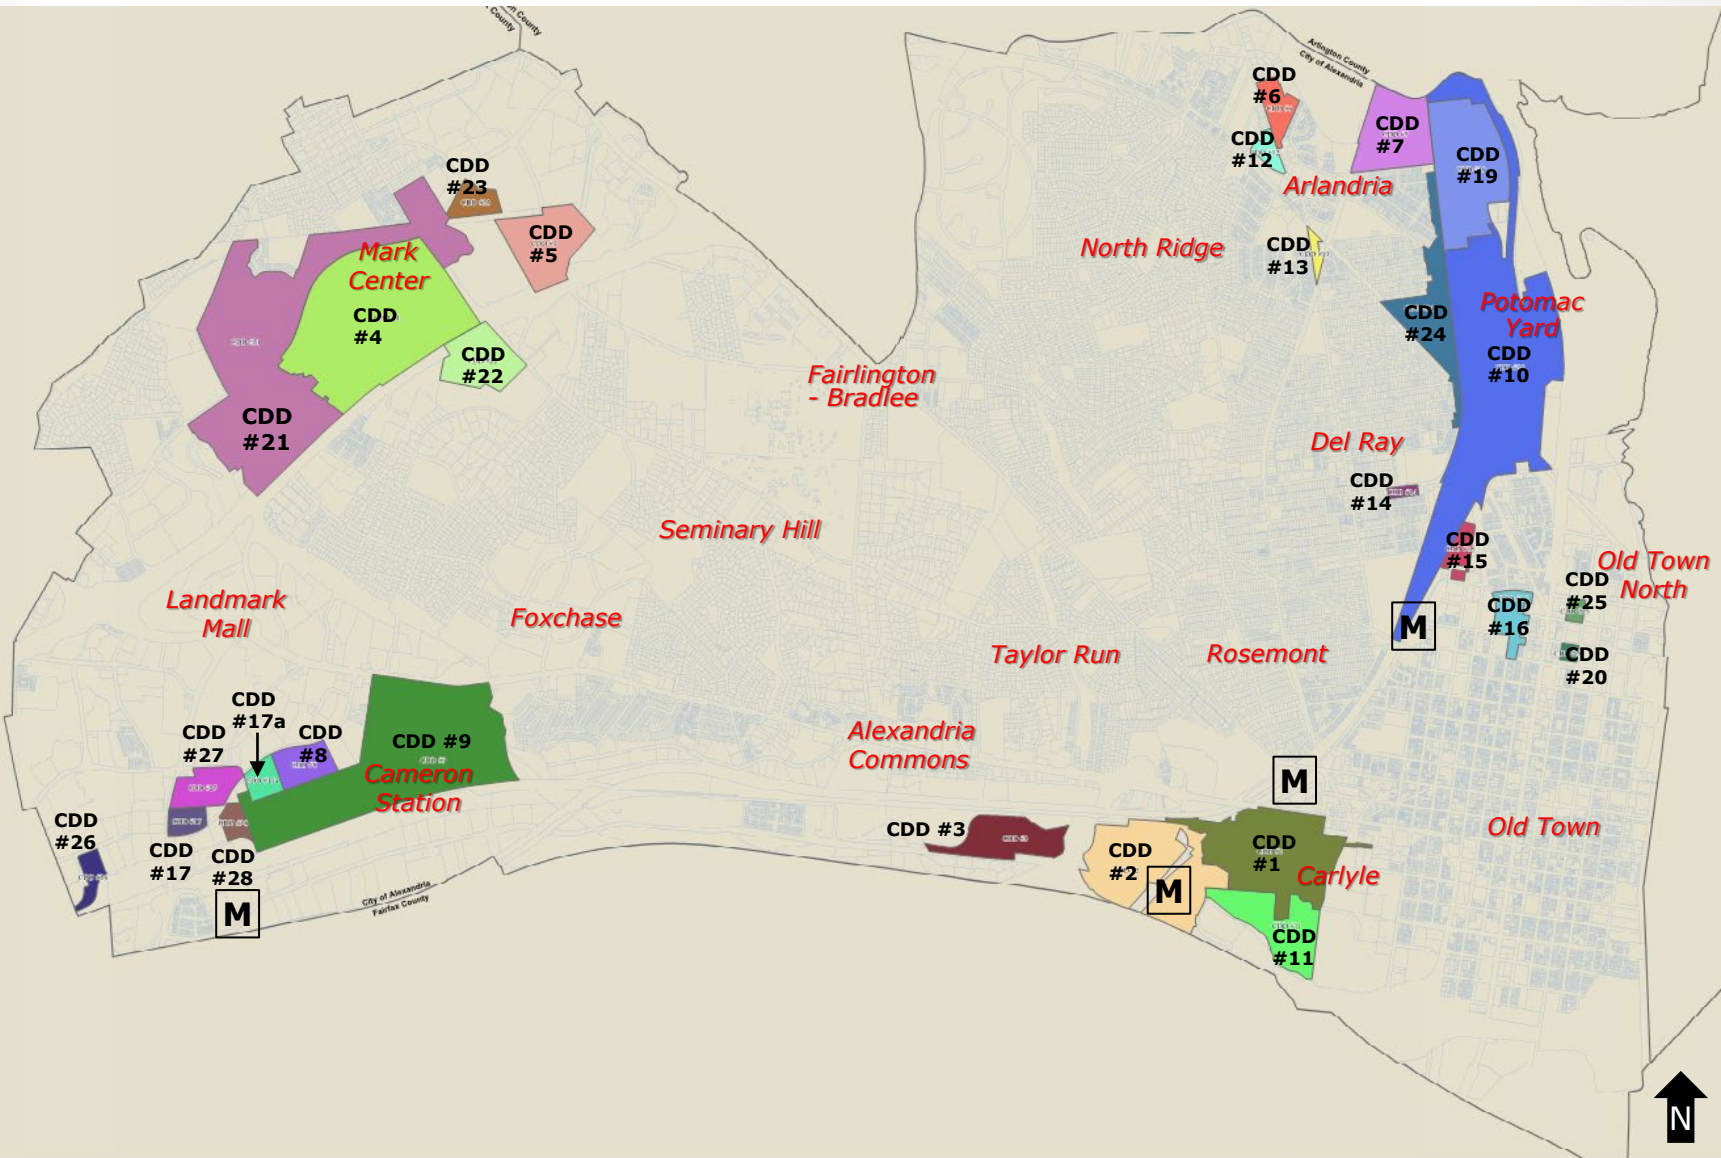 on County
County
Arlington County
City of Alexandria
CDD
#6
CDD
#12
Arlandria
CDD
#7
CDD
#19
CDD
#23
CDD
#5
Mark
Center
CDD
#4
CDD
#22
CDD
#21
North Ridge
CDD
#13
CDD
#24
Potomac
Yard
CDD
#10
Fairlington
- Bradlee
Del Ray
CDD
#14
Seminary Hill
CDD
#15
Old Town
North
CDD
#25
CDD
#16
CDD
#20
M
Landmark
Mall
Foxchase
Taylor Run
Rosemont
CDD
#17a
CDD
#27
CDD
#8
CDD #9
Cameron
Station
Alexandria
Commons
M
CDD
#26
CDD
#17
CDD
#28
M
City of Alexandria
Fairfax County
CDD #3
CDD
#2
M
CDD
#1
Carlyle
CDD
#11
Old Town
N